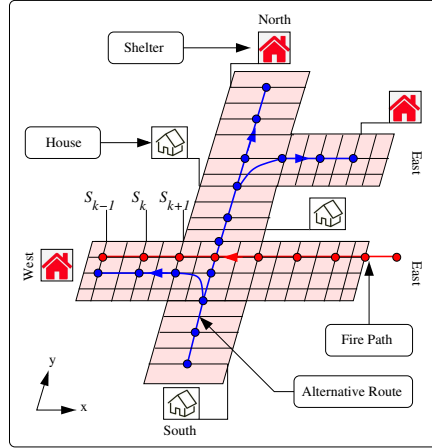 North
Shelter
House
East
S_{k-1} S_k S_{k+1}
West
East
Fire Path
Alternative Route
y
x
South